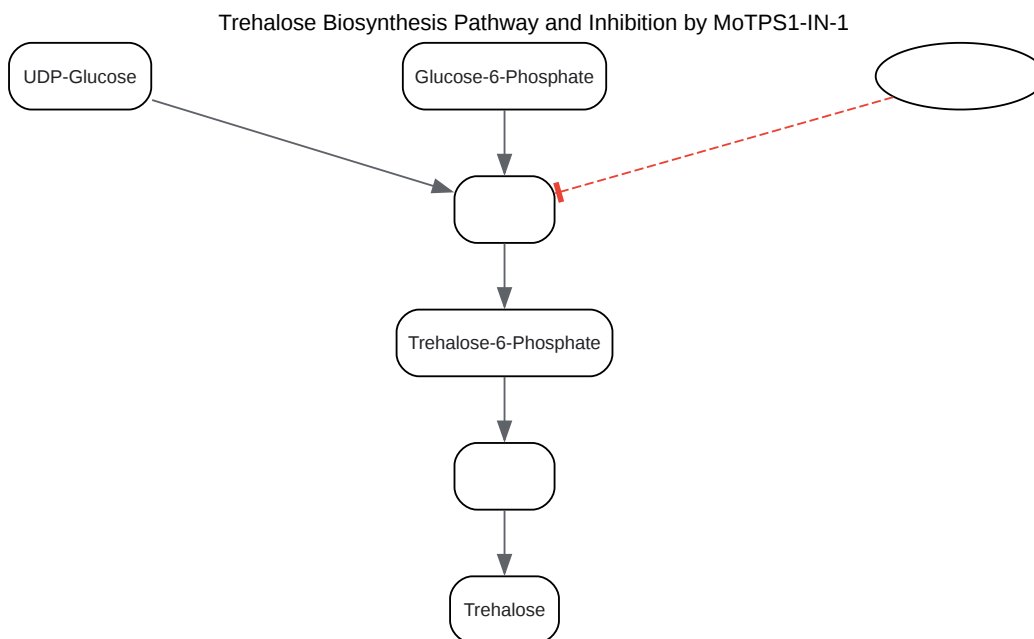 Trehalose Biosynthesis Pathway and Inhibition by MoTPS1-IN-1
UDP-Glucose
Glucose-6-Phosphate
Trehalose-6-Phosphate
Trehalose